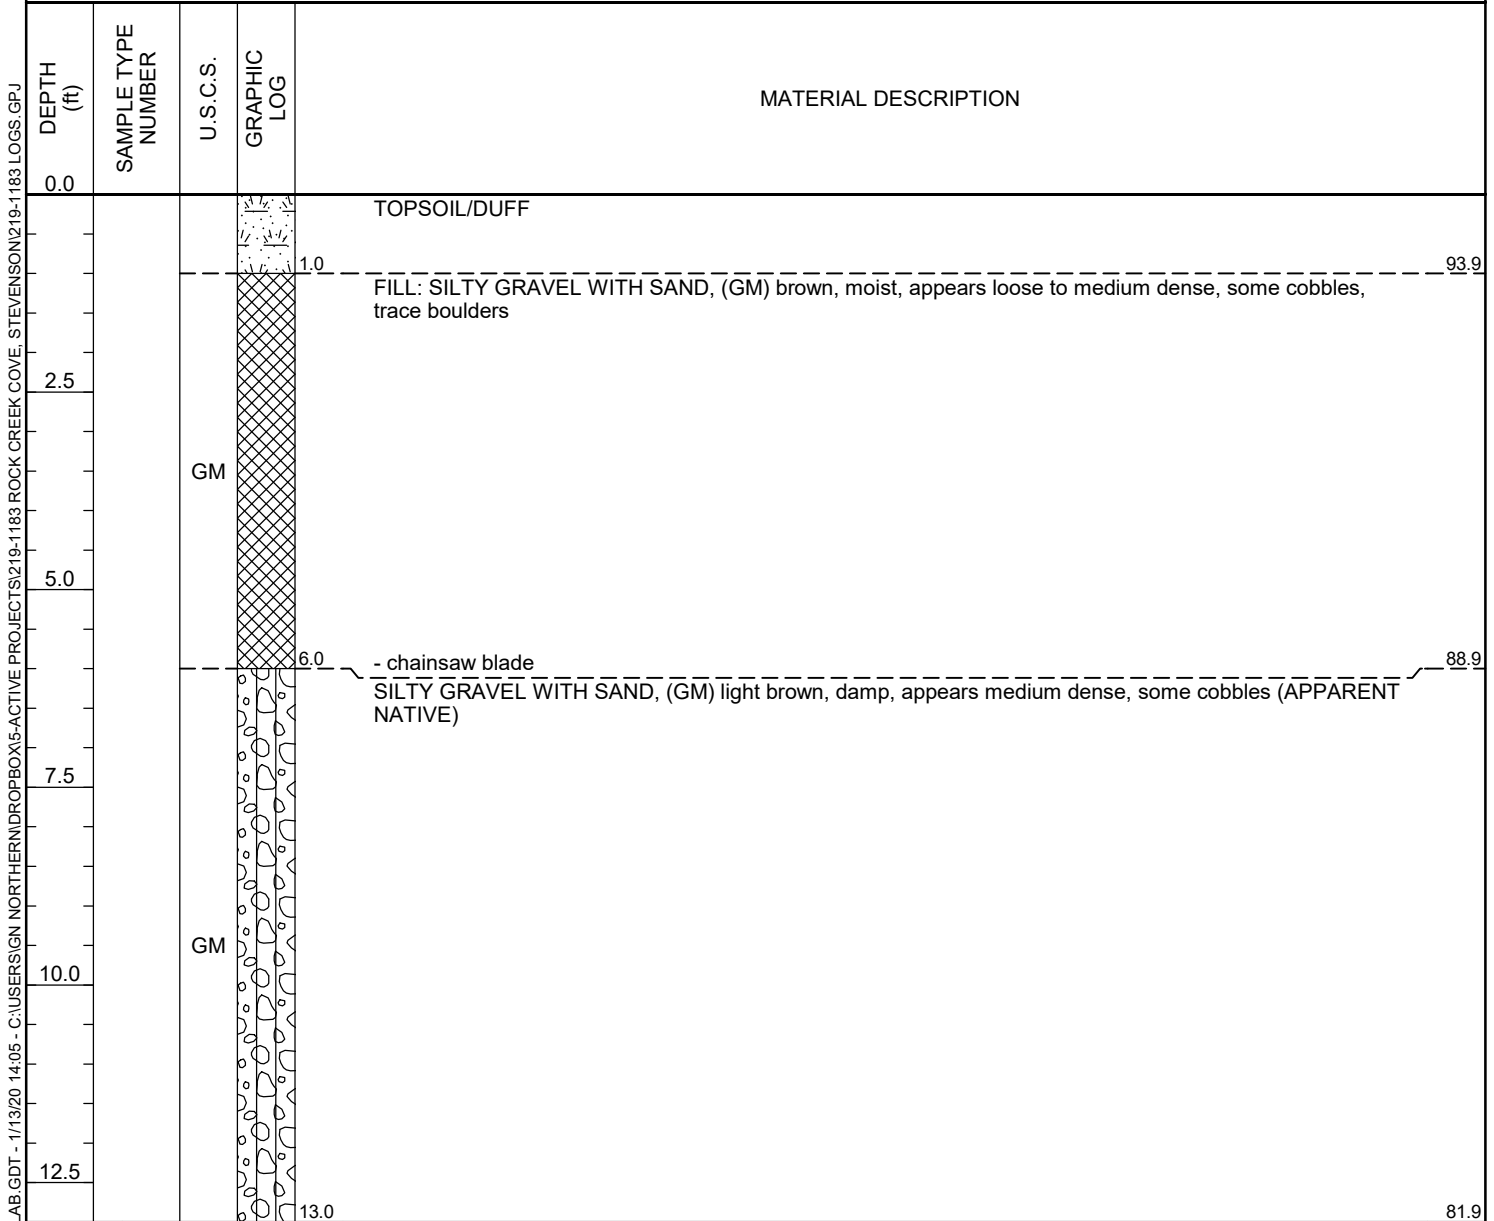 DEPTH
(ft)
SAMPLE TYPE
NUMBER
U.S.C.S.
GRAPHIC
LOG
MATERIAL DESCRIPTION
0.0
TOPSOIL/DUFF
1.0
93.9
FILL: SILTY GRAVEL WITH SAND, (GM) brown, moist, appears loose to medium dense, some cobbles,
trace boulders
2.5
GM
5.0
6.0
- chainsaw blade
88.9
SILTY GRAVEL WITH SAND, (GM) light brown, damp, appears medium dense, some cobbles (APPARENT
NATIVE)
7.5
GM
10.0
12.5
13.0
81.9
LAB.GDT - 1/13/20 14:05 - C:\USERS\GN NORTHERN\DROPBOX\5-ACTIVE PROJECTS\219-1183 ROCK CREEK COVE, STEVENSON\219-1183 LOGS.GPJ